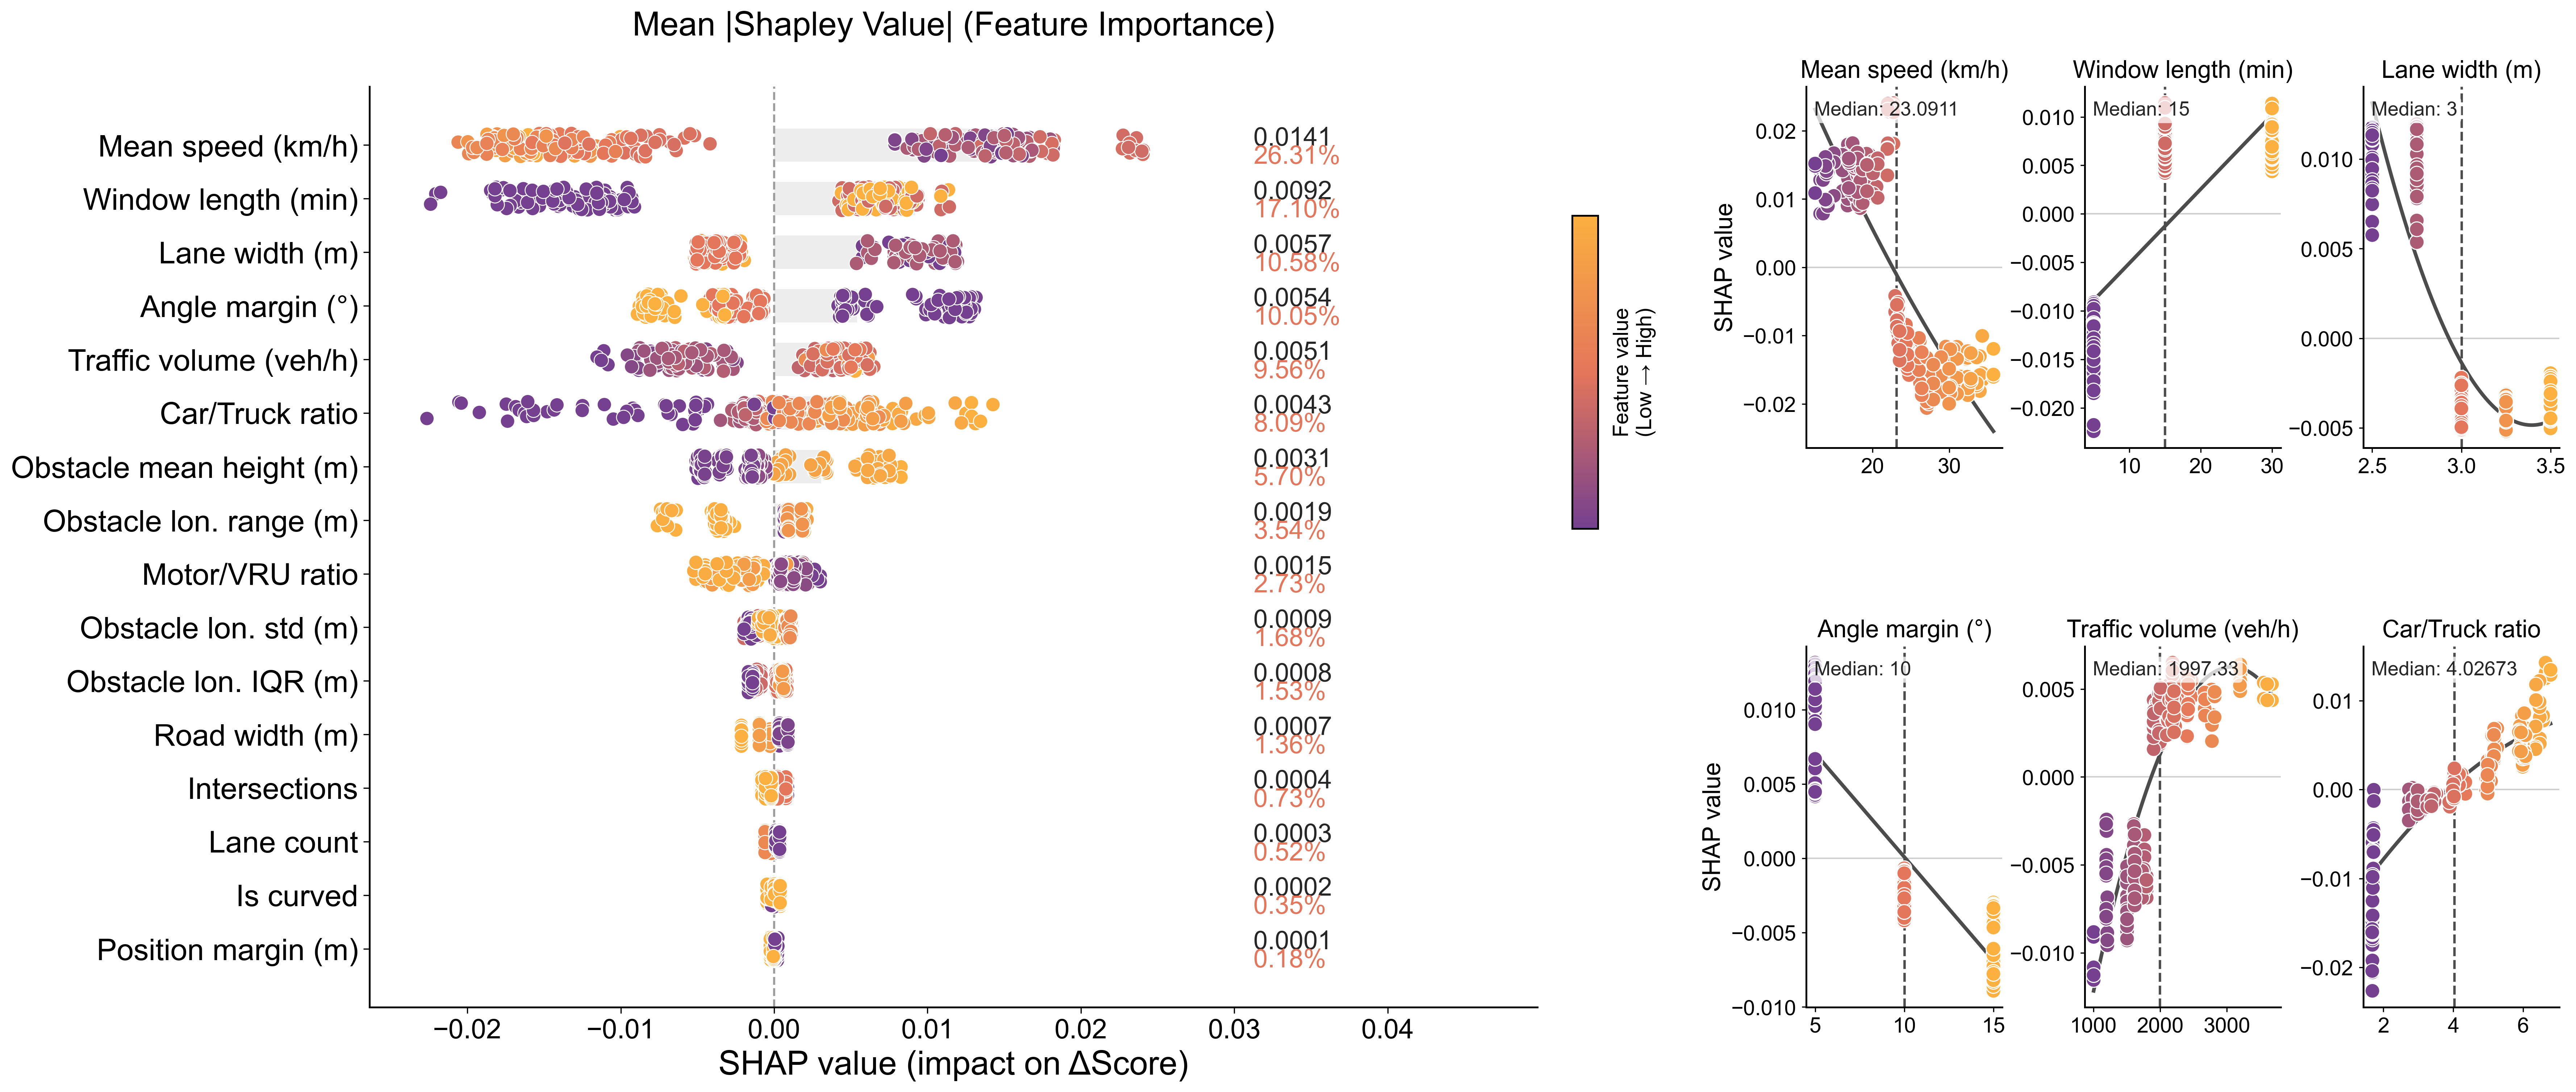 Mean |Shapley Value| (Feature Importance)
Mean speed (km/h)
0.0141
26.31%
Window length (min)
0.0092
17.10%
Lane width (m)
0.0057
10.58%
Angle margin (°)
0.0054
10.05%
Traffic volume (veh/h)
0.0051
9.56%
Car/Truck ratio
0.0043
8.09%
Obstacle mean height (m)
0.0031
5.70%
Obstacle lon. range (m)
0.0019
3.54%
Motor/VRU ratio
0.0015
2.73%
Obstacle lon. std (m)
0.0009
1.68%
Obstacle lon. IQR (m)
0.0008
1.53%
Road width (m)
0.0007
1.36%
Intersections
0.0004
0.73%
Lane count
0.0003
0.52%
Is curved
0.0002
0.35%
Position margin (m)
0.0001
0.18%
−0.02 −0.01 0.00 0.01 0.02 0.03 0.04
SHAP value (impact on ΔScore)
Feature value
(Low → High)
Mean speed (km/h)
Median: 23.0911
SHAP value
0.02
0.01
0.00
−0.01
−0.02
20 30
Window length (min)
Median: 15
0.010
0.005
0.000
−0.005
−0.010
−0.015
−0.020
10 20 30
Lane width (m)
Median: 3
0.010
0.005
0.000
−0.005
2.5 3.0 3.5
Angle margin (°)
Median: 10
SHAP value
0.010
0.005
0.000
−0.005
−0.010
5 10 15
Traffic volume (veh/h)
Median: 1997.33
0.005
0.000
−0.005
−0.010
1000 2000 3000
Car/Truck ratio
Median: 4.02673
0.01
0.00
−0.01
−0.02
2 4 6